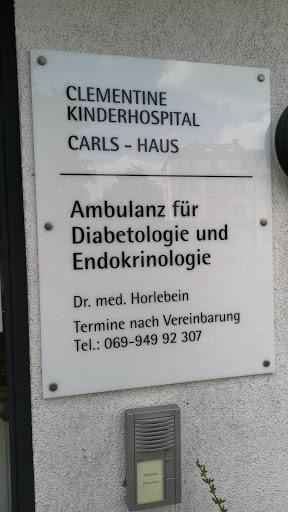 CLEMENTINE
KINDERHOSPITAL
CARLS - HAUS
Ambulanz für
Diabetologie und
Endokrinologie
Dr. med. Horlebein
Termine nach Vereinbarung
Tel.: 069-949 92 307